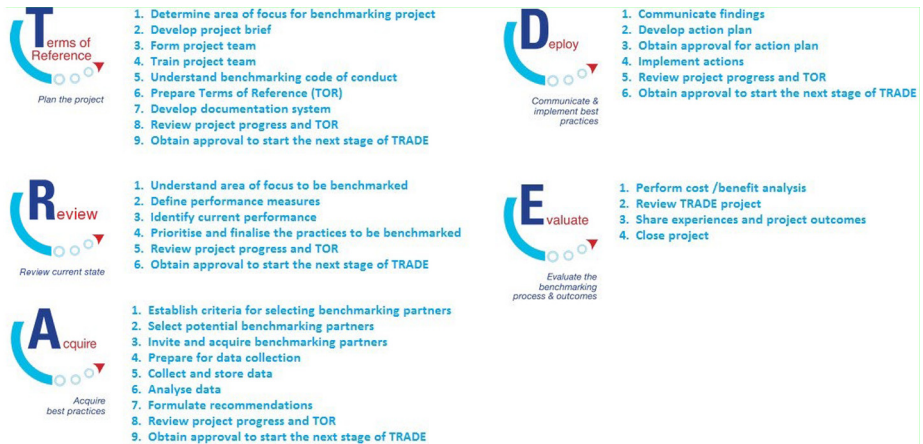 Terms of
Reference
Plan the project
1. Determine area of focus for benchmarking project
2. Develop project brief
3. Form project team
4. Train project team
5. Understand benchmarking code of conduct
6. Prepare Terms of Reference (TOR)
7. Develop documentation system
8. Review project progress and TOR
9. Obtain approval to start the next stage of TRADE
Review
Review current state
1. Understand area of focus to be benchmarked
2. Define performance measures
3. Identify current performance
4. Prioritise and finalise the practices to be benchmarked
5. Review project progress and TOR
6. Obtain approval to start the next stage of TRADE
Acquire
Acquire
best practices
1. Establish criteria for selecting benchmarking partners
2. Select potential benchmarking partners
3. Invite and acquire benchmarking partners
4. Prepare for data collection
5. Collect and store data
6. Analyse data
7. Formulate recommendations
8. Review project progress and TOR
9. Obtain approval to start the next stage of TRADE
Deploy
Communicate &
implement best
practices
1. Communicate findings
2. Develop action plan
3. Obtain approval for action plan
4. Implement actions
5. Review project progress and TOR
6. Obtain approval to start the next stage of TRADE
Evaluate
Evaluate the
benchmarking
process & outcomes
1. Perform cost /benefit analysis
2. Review TRADE project
3. Share experiences and project outcomes
4. Close project